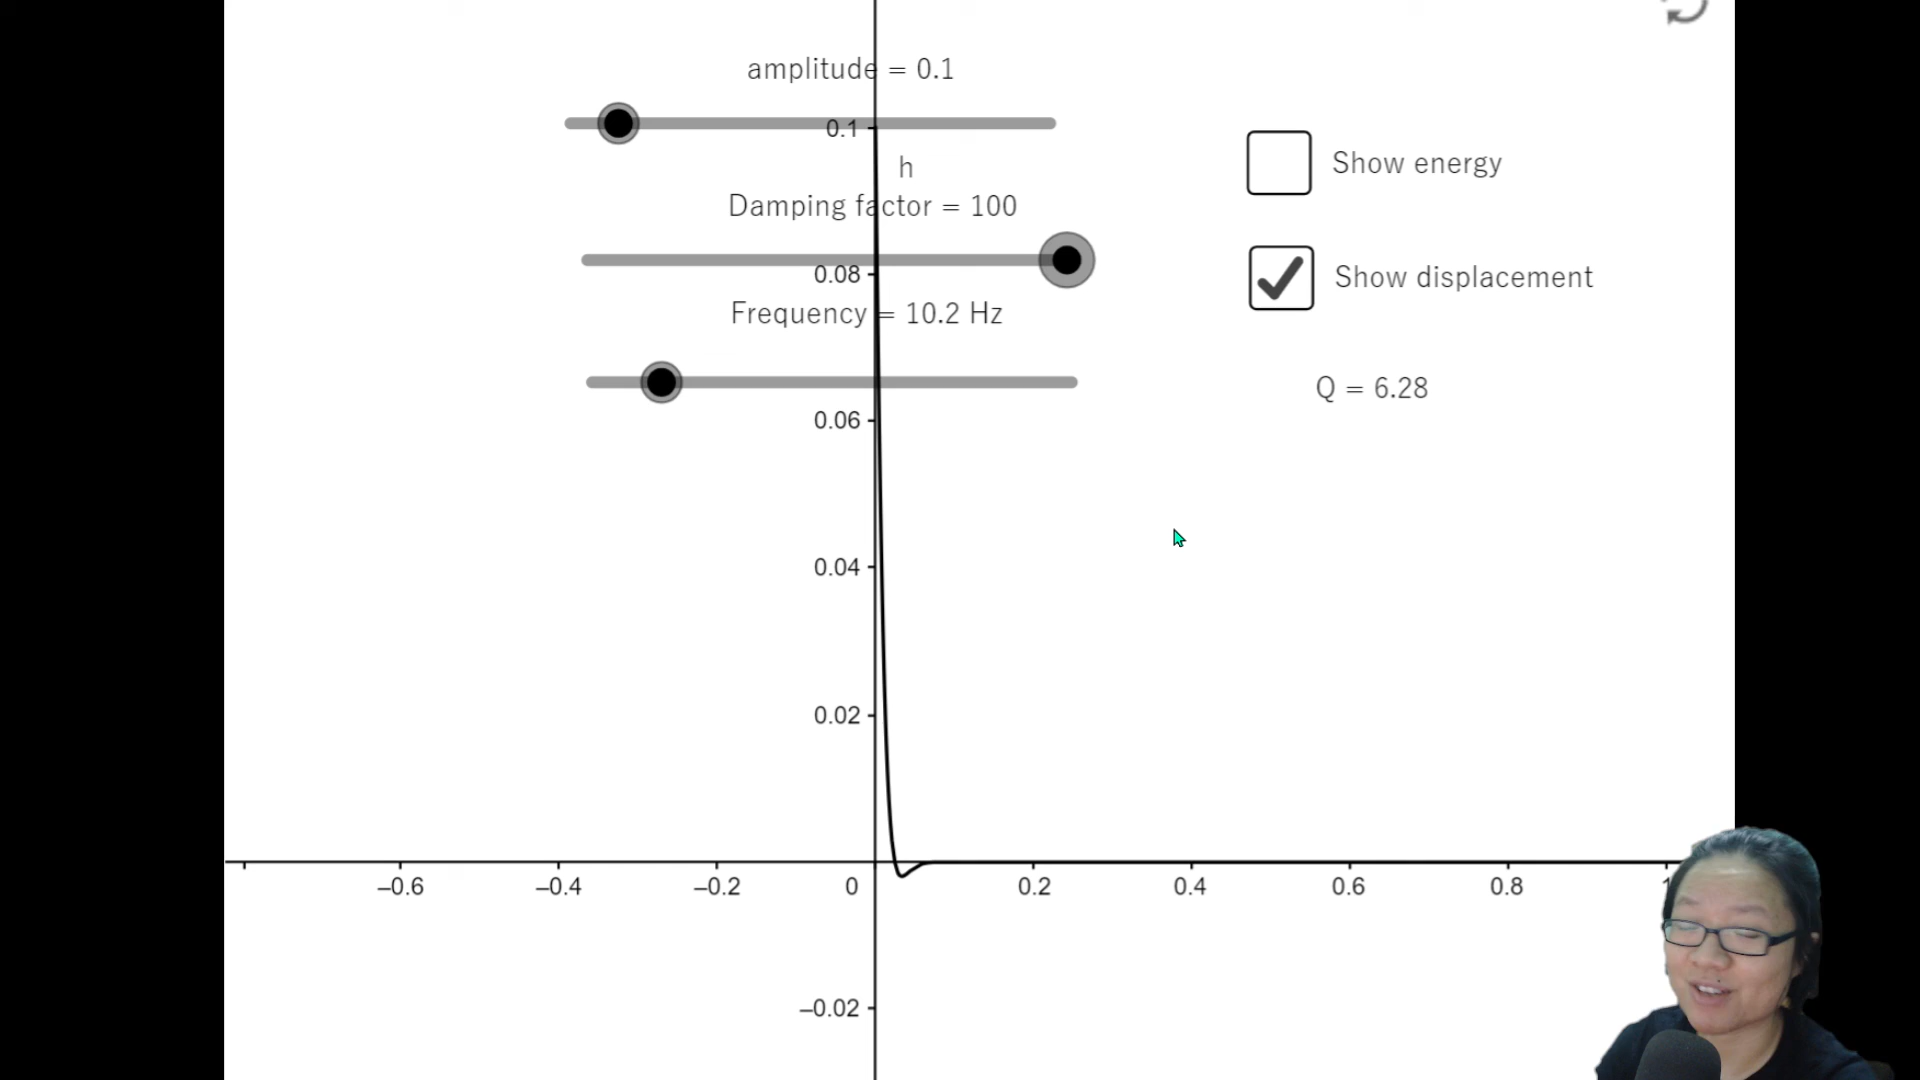 amplitude = 0.1
0.1
h
Damping factor = 100
0.08
Frequency = 10.2 Hz
0.06
0.04
0.02
–0.6
–0.4
–0.2
0
0.2
0.4
0.6
0.8
–0.02
Show energy
Show displacement
Q = 6.28